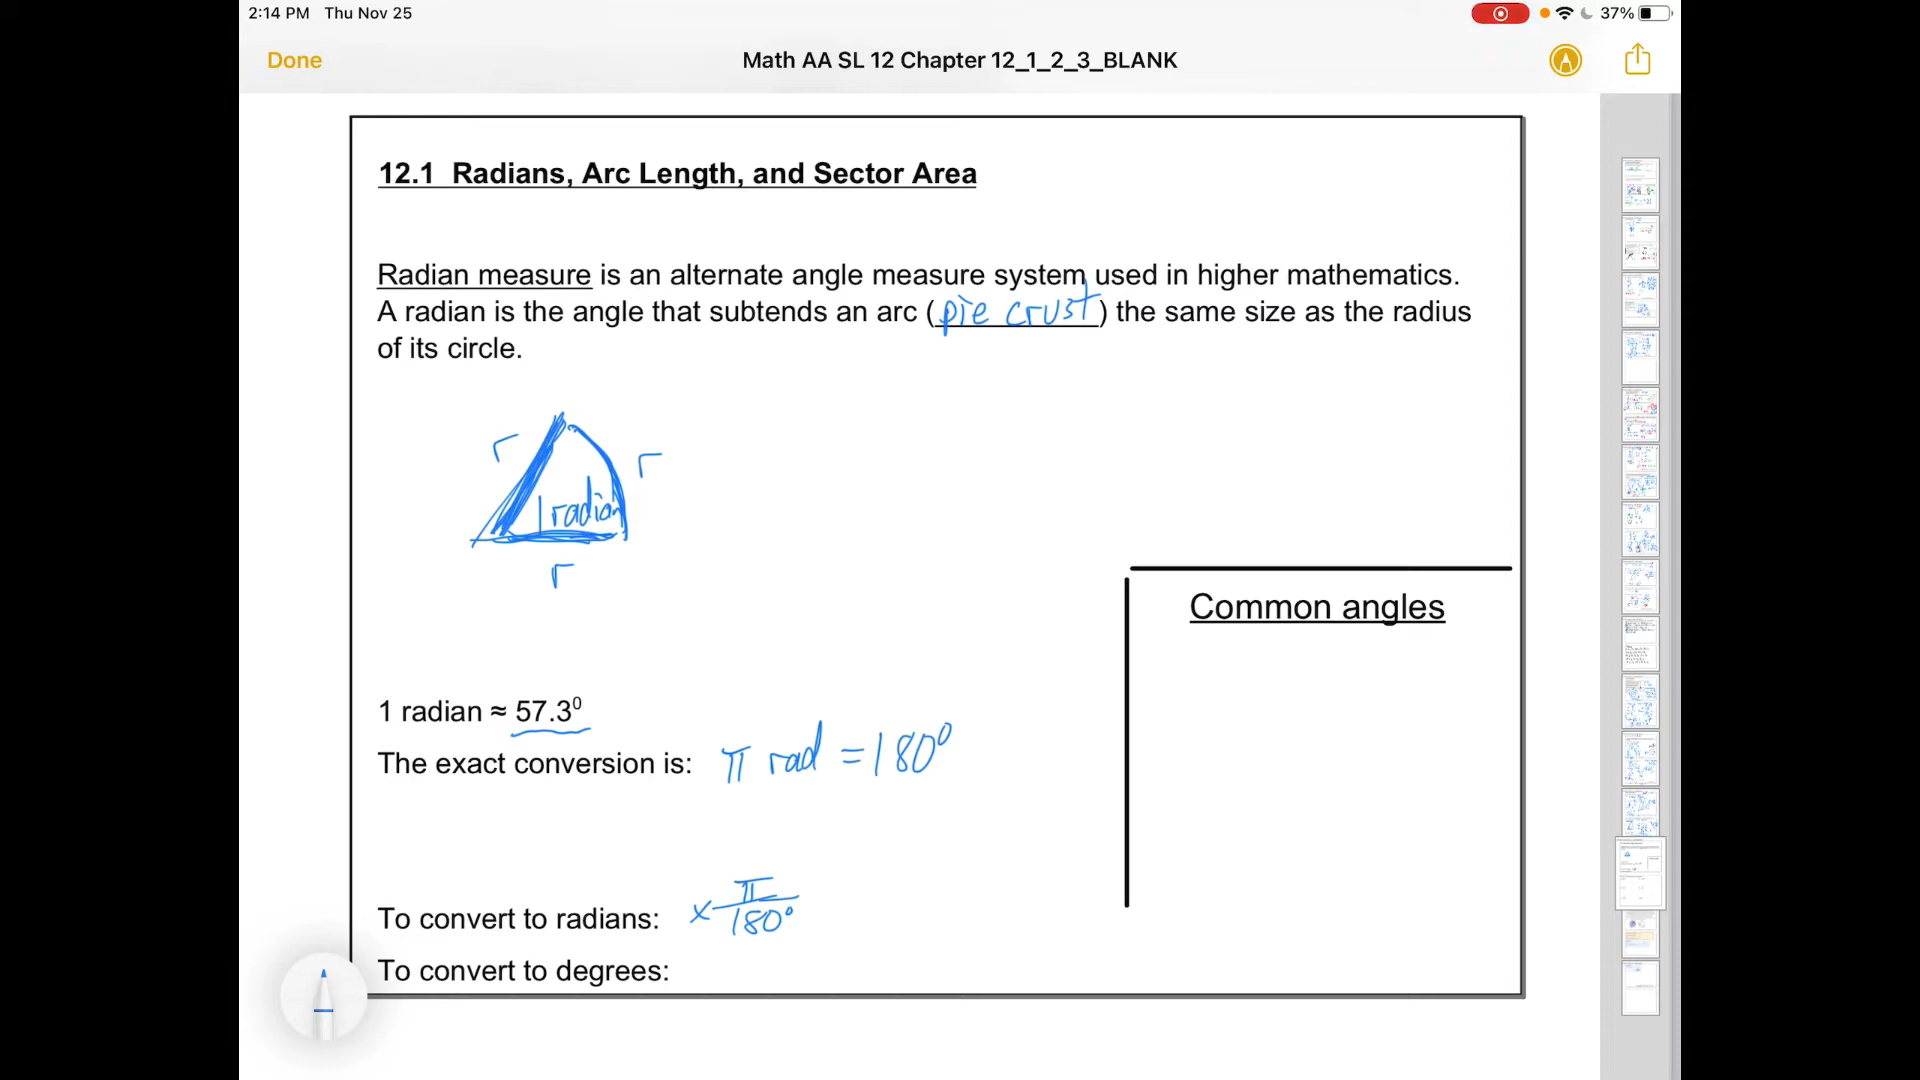 2:14 PM Thu Nov 25
37%
Done
Math AA SL 12 Chapter 12_1_2_3_BLANK
12.1 Radians, Arc Length, and Sector Area
Radian measure is an alternate angle measure system used in higher mathematics.
A radian is the angle that subtends an arc (pie crust) the same size as the radius
of its circle.
r
r
1 radian
r
Common angles
1 radian ≈ 57.3⁰
The exact conversion is: π rad = 180⁰
To convert to radians: × π/180°
To convert to degrees: